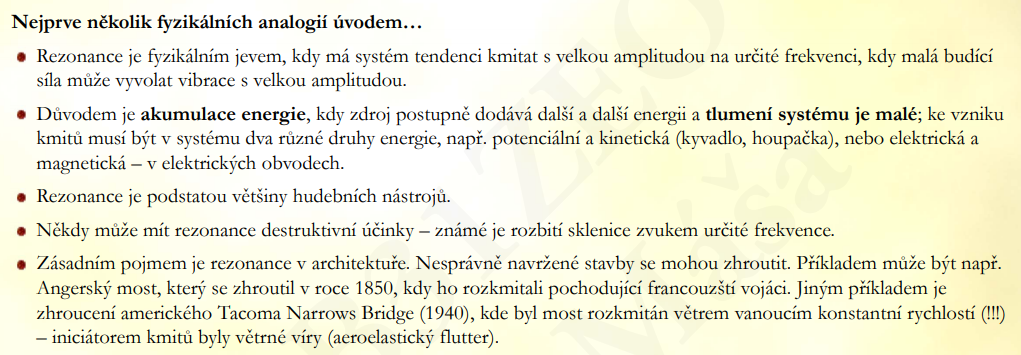 Nejprve několik fyzikálních analogií úvodem…
• Rezonance je fyzikálním jevem, kdy má systém tendenci kmitat s velkou amplitudou na určité frekvenci, kdy malá budící
síla může vyvolat vibrace s velkou amplitudou.
• Důvodem je akumulace energie, kdy zdroj postupně dodává další a další energii a tlumení systému je malé; ke vzniku
kmitů musí být v systému dva různé druhy energie, např. potenciální a kinetická (kyvadlo, houpačka), nebo elektrická a
magnetická – v elektrických obvodech.
• Rezonance je podstatou většiny hudebních nástrojů.
• Někdy může mít rezonance destruktivní účinky – známé je rozbití sklenice zvukem určité frekvence.
• Zásadním pojmem je rezonance v architektuře. Nesprávně navržené stavby se mohou zhroutit. Příkladem může být např.
Angerský most, který se zhroutil v roce 1850, kdy ho rozkmitali pochodující francouzští vojáci. Jiným příkladem je
zhroucení amerického Tacoma Narrows Bridge (1940), kde byl most rozkmitán větrem vanoucím konstantní rychlostí (!!!)
– iniciátorem kmitů byly větrné víry (aeroelastický flutter).